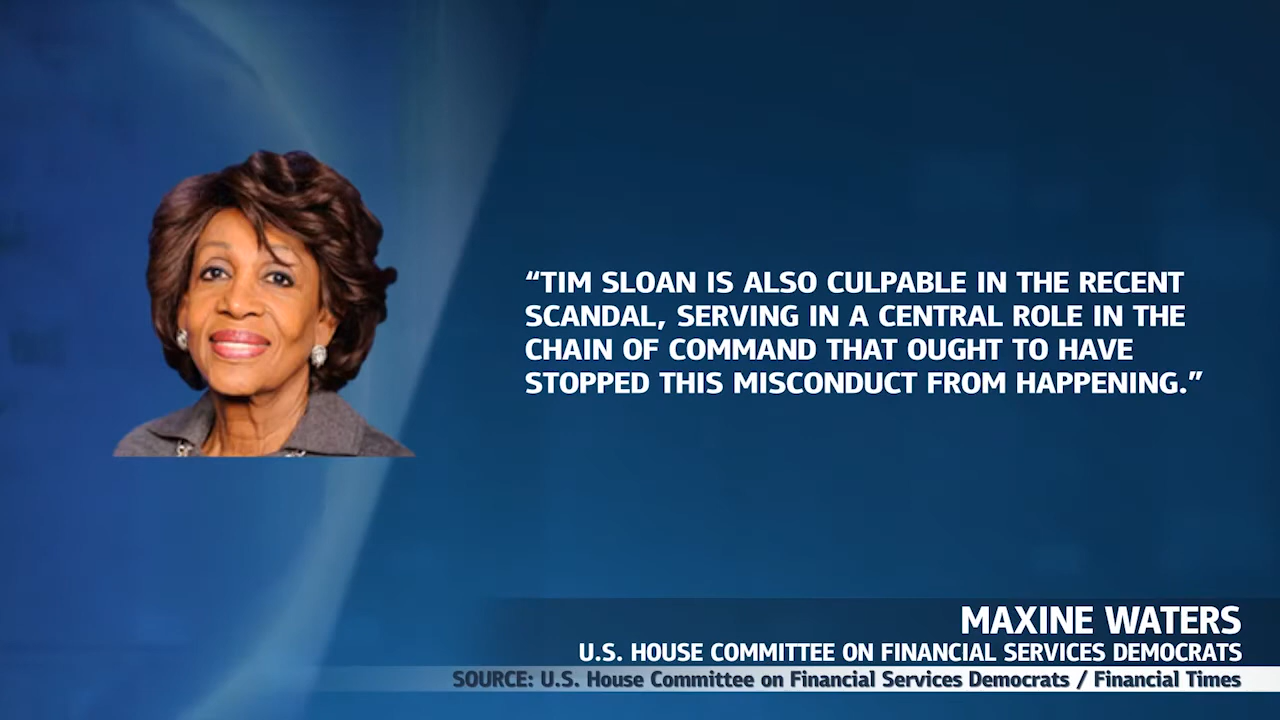 “TIM SLOAN IS ALSO CULPABLE IN THE RECENT
SCANDAL, SERVING IN A CENTRAL ROLE IN THE
CHAIN OF COMMAND THAT OUGHT TO HAVE
STOPPED THIS MISCONDUCT FROM HAPPENING.”
MAXINE WATERS
U.S. HOUSE COMMITTEE ON FINANCIAL SERVICES DEMOCRATS
SOURCE: U.S. House Committee on Financial Services Democrats / Financial Times